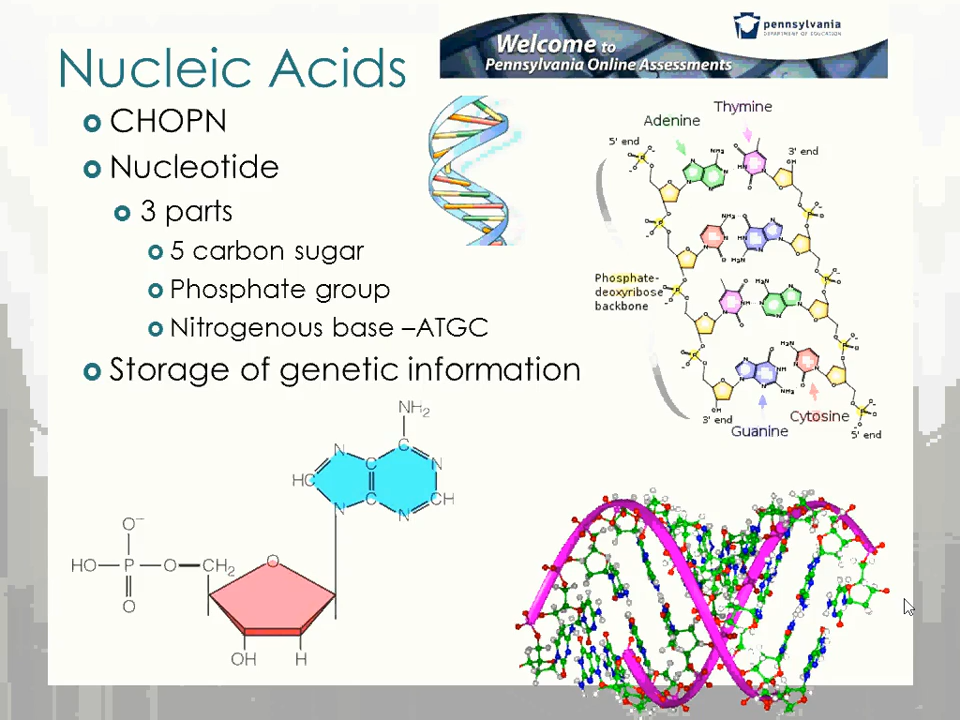 pennsylvania
DEPARTMENT OF EDUCATION
Welcome to
Pennsylvania Online Assessments
Nucleic Acids
CHOPN
Nucleotide
3 parts
5 carbon sugar
Phosphate group
Nitrogenous base –ATGC
Storage of genetic information
Thymine
Adenine
5' end
3' end
Phosphate-
deoxyribose
backbone
3' end
Cytosine
Guanine
5' end
NH2
N
C
N
C
HC
C
CH
N
N
O⁻
HO
P
O
CH2
O
O
OH
H